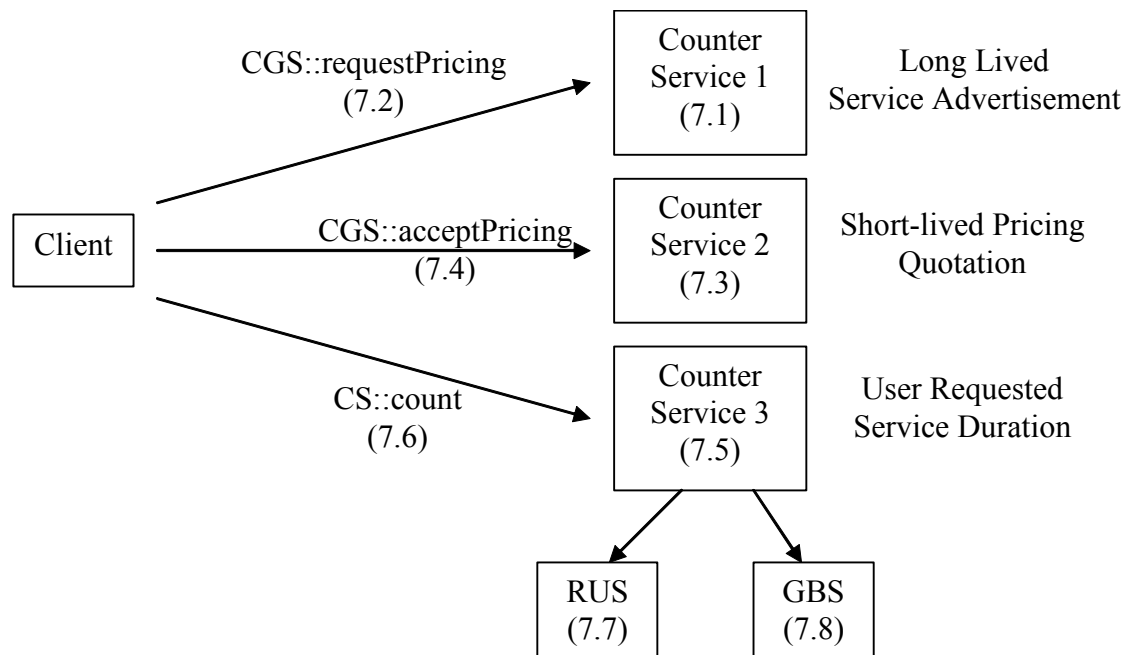 CGS::requestPricing
(7.2)
Counter
Service 1
(7.1)
Long Lived
Service Advertisement
Client
CGS::acceptPricing
(7.4)
Counter
Service 2
(7.3)
Short-lived Pricing
Quotation
CS::count
(7.6)
Counter
Service 3
(7.5)
User Requested
Service Duration
RUS
(7.7)
GBS
(7.8)